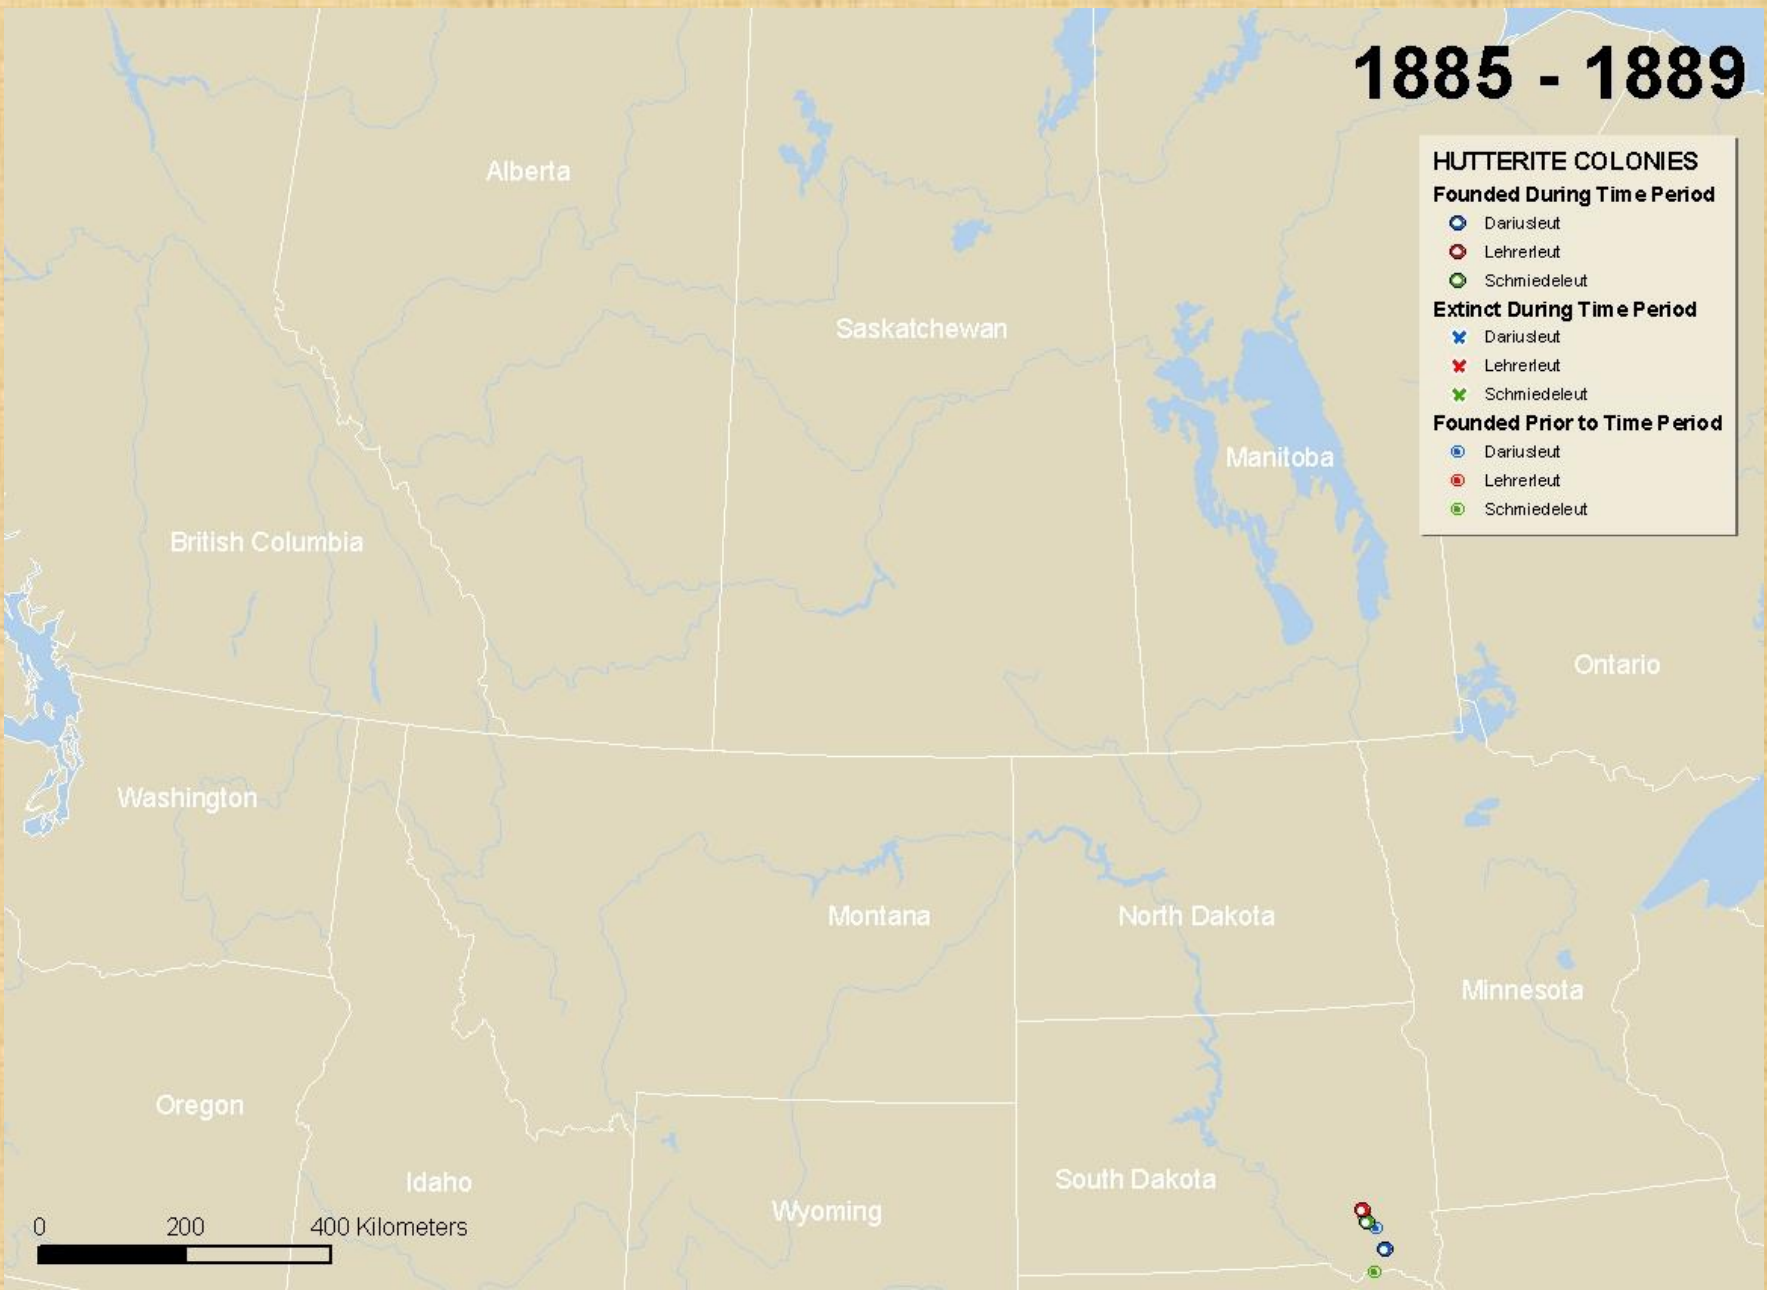 1885 - 1889
HUTTERITE COLONIES
Founded During Time Period
Dariusleut
Lehrerleut
Schmiedeleut
Extinct During Time Period
Dariusleut
Lehrerleut
Schmiedeleut
Founded Prior to Time Period
Dariusleut
Lehrerleut
Schmiedeleut
Alberta
Saskatchewan
Manitoba
British Columbia
Ontario
Washington
Montana
North Dakota
Minnesota
Oregon
Idaho
Wyoming
South Dakota
0 200 400 Kilometers